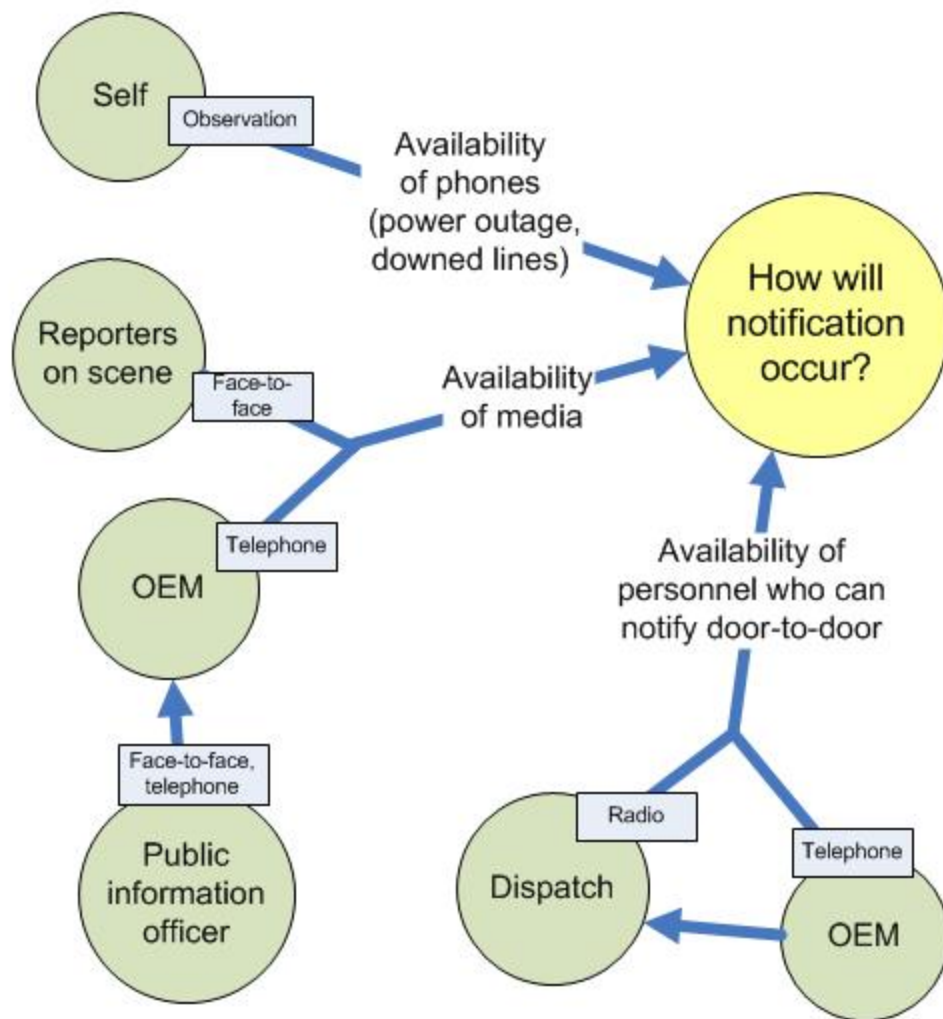 Self
Observation
Availability
of phones
(power outage,
downed lines)
How will
notification
occur?
Reporters
on scene
Face-to-
face
Availability
of media
Telephone
OEM
Availability of
personnel who can
notify door-to-door
Face-to-face,
telephone
Public
information
officer
Radio
Dispatch
Telephone
OEM